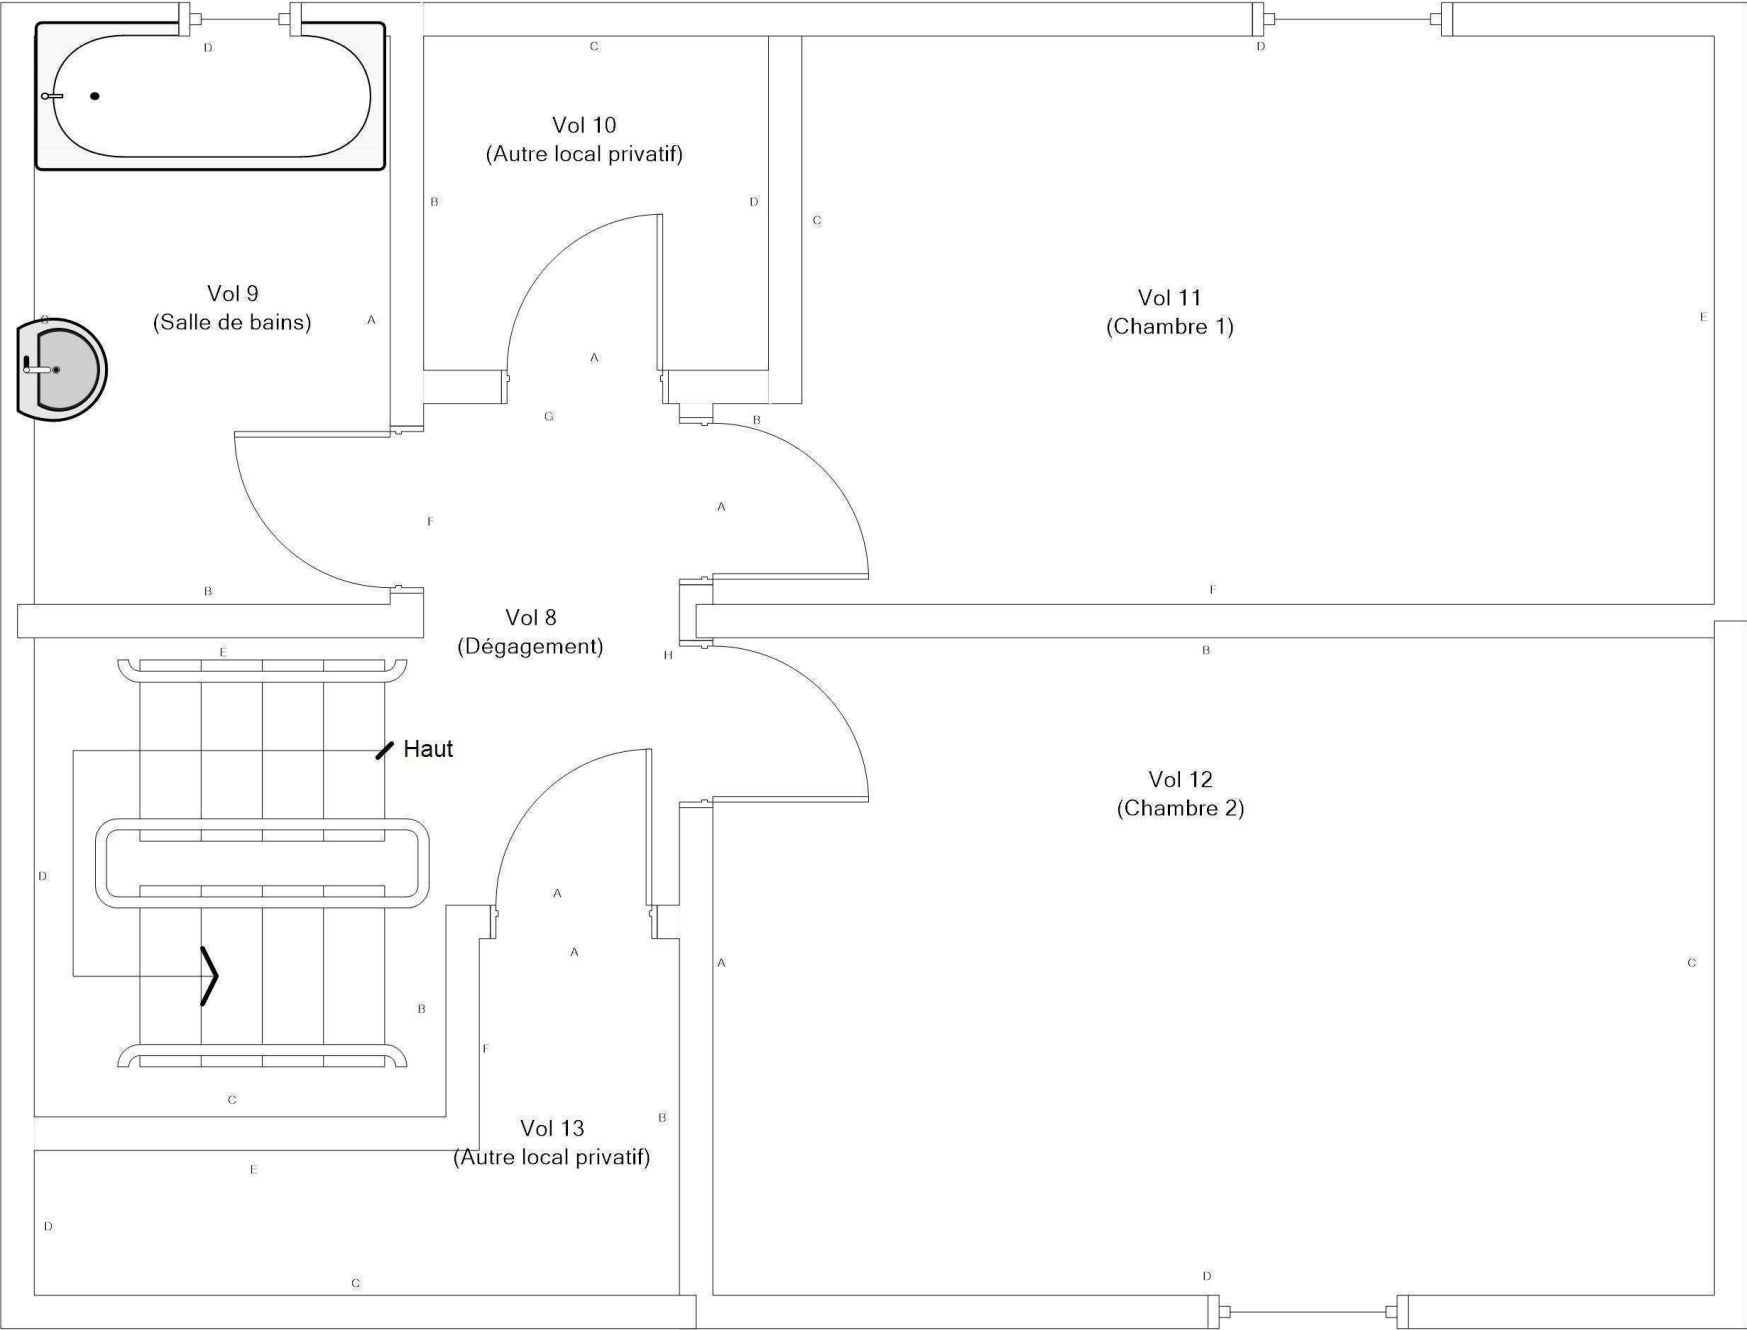 D
C
D
Vol 10
(Autre local privatif)
B
D
C
Vol 9
(Salle de bains)
C
A
Vol 11
(Chambre 1)
E
A
G
B
F
A
B
F
Vol 8
(Dégagement)
E
H
B
Haut
Vol 12
(Chambre 2)
D
A
A
A
C
B
F
C
B
Vol 13
(Autre local privatif)
E
D
C
D